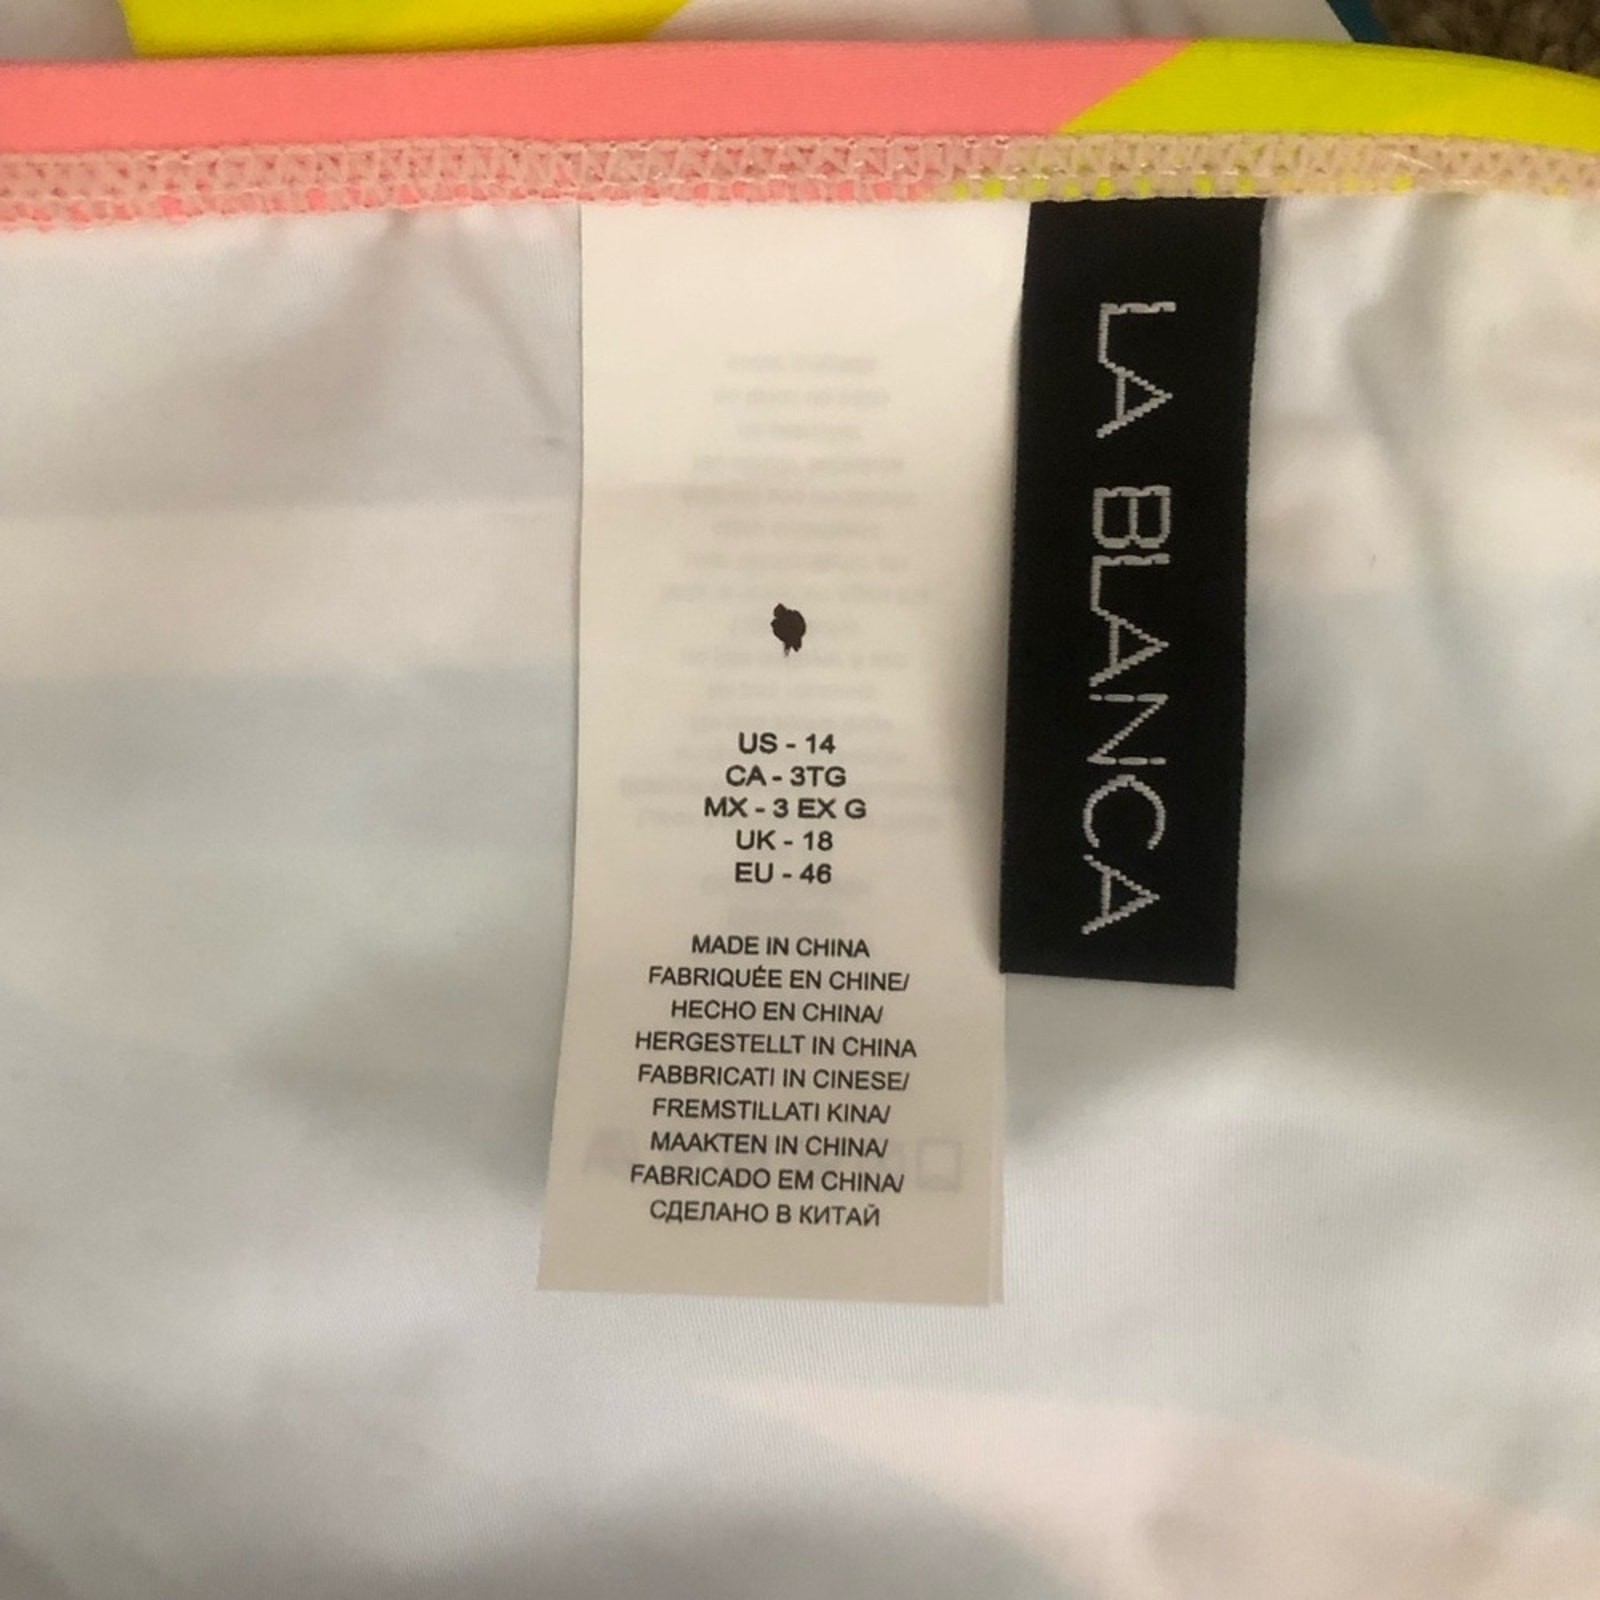 US - 14
CA - 3TG
MX - 3 EX G
UK - 18
EU - 46
MADE IN CHINA
FABRIQUÉE EN CHINE/
HECHO EN CHINA/
HERGESTELLT IN CHINA
FABBRICATI IN CINESE/
FREMSTILLATI KINA/
MAAKTEN IN CHINA/
FABRICADO EM CHINA/
СДЕЛАНО В КИТАЙ
LA BLANCA